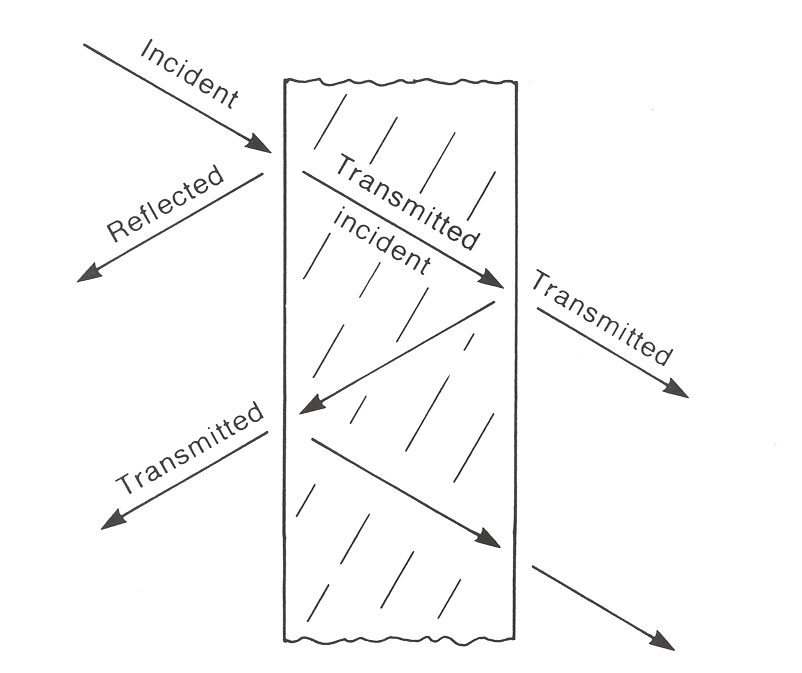 Incident
Reflected
Transmitted
incident
Transmitted
Transmitted